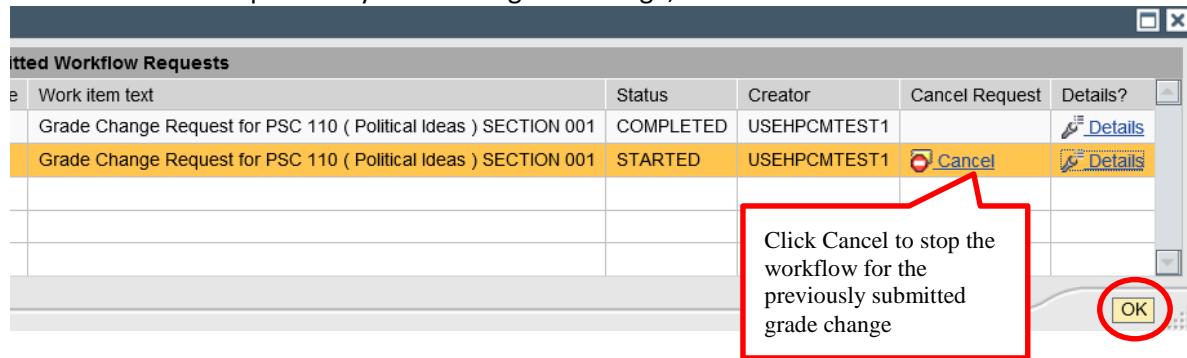 itted Workflow Requests
e Work item text Status Creator Cancel Request Details?
Grade Change Request for PSC 110 ( Political Ideas ) SECTION 001 COMPLETED USEHPCMTEST1 Details
Grade Change Request for PSC 110 ( Political Ideas ) SECTION 001 STARTED USEHPCMTEST1 Cancel Details
Click Cancel to stop the
workflow for the
previously submitted
grade change
OK